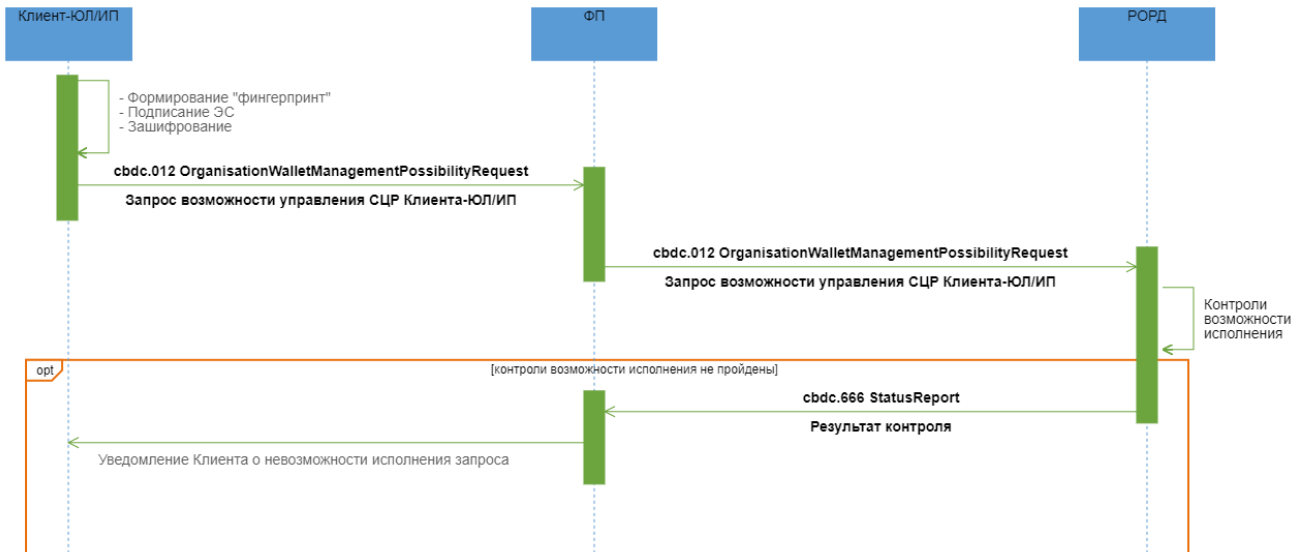 Клиент-ЮЛ/ИП
ФП
РОРД
- Формирование "фингерпринт"
- Подписание ЭС
- Зашифрование
cbdc.012 OrganisationWalletManagementPossibilityRequest
Запрос возможности управления СЦР Клиента-ЮЛ/ИП
cbdc.012 OrganisationWalletManagementPossibilityRequest
Запрос возможности управления СЦР Клиента-ЮЛ/ИП
Контроли
возможности
исполнения
opt
[контроли возможности исполнения не пройдены]
cbdc.666 StatusReport
Результат контроля
Уведомление Клиента о невозможности исполнения запроса